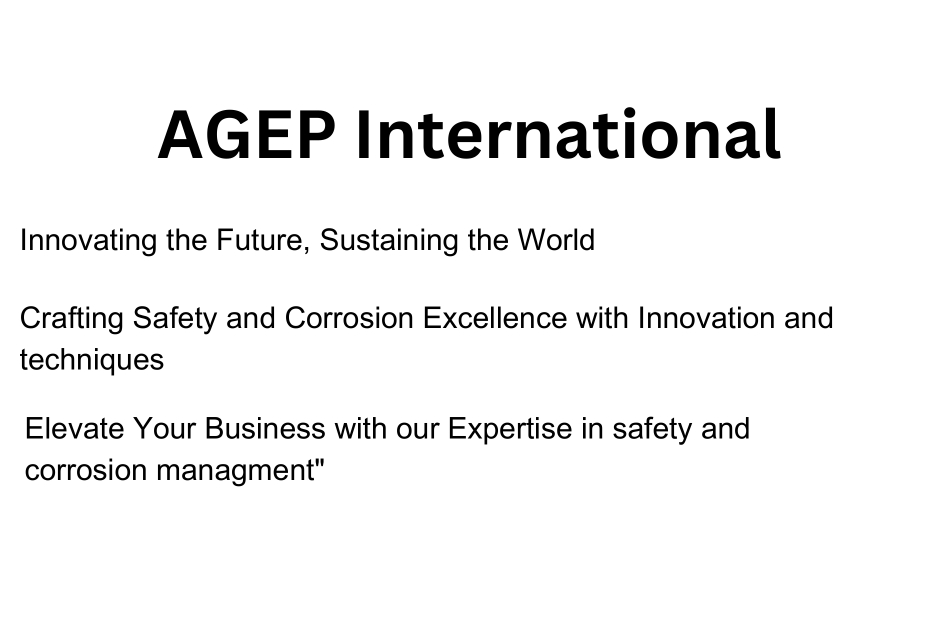 AGEP International
Innovating the Future, Sustaining the World
Crafting Safety and Corrosion Excellence with Innovation and
techniques
Elevate Your Business with our Expertise in safety and
corrosion managment"